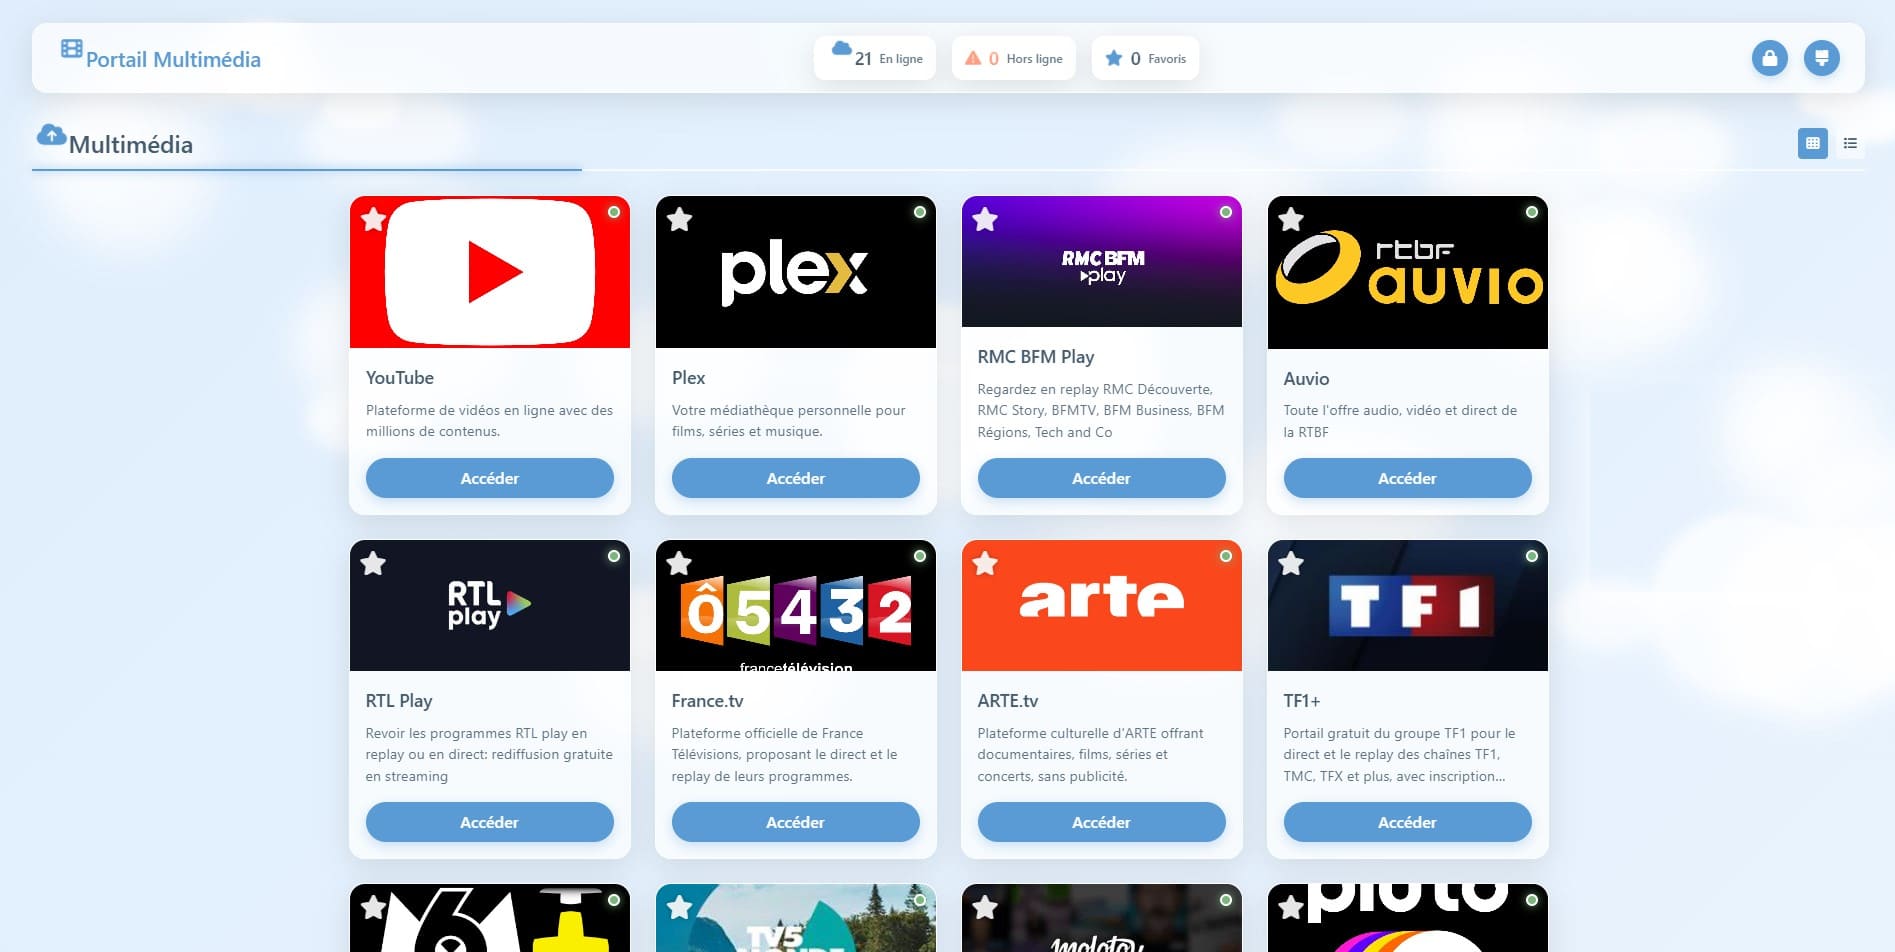 Portail Multimédia
21 En ligne
0 Hors ligne
0 Favoris
Multimédia
plex
RMC BFM
play
rtbf
auvio
YouTube
Plateforme de vidéos en ligne avec des
millions de contenus.
Accéder
Plex
Votre médiathèque personnelle pour
films, séries et musique.
Accéder
RMC BFM Play
Regardez en replay RMC Découverte,
RMC Story, BFMTV, BFM Business, BFM
Régions, Tech and Co
Accéder
Auvio
Toute l'offre audio, vidéo et direct de
la RTBF
Accéder
RTL
play
ô5432
francetélévision
arte
TF1
RTL Play
Revoir les programmes RTL play en
replay ou en direct: rediffusion gratuite
en streaming
Accéder
France.tv
Plateforme officielle de France
Télévisions, proposant le direct et le
replay de leurs programmes.
Accéder
ARTE.tv
Plateforme culturelle d'ARTE offrant
documentaires, films, séries et
concerts, sans publicité.
Accéder
TF1+
Portail gratuit du groupe TF1 pour le
direct et le replay des chaînes TF1,
TMC, TFX et plus, avec inscription...
Accéder
M6+
TV5
MONDE
molotov
pluto